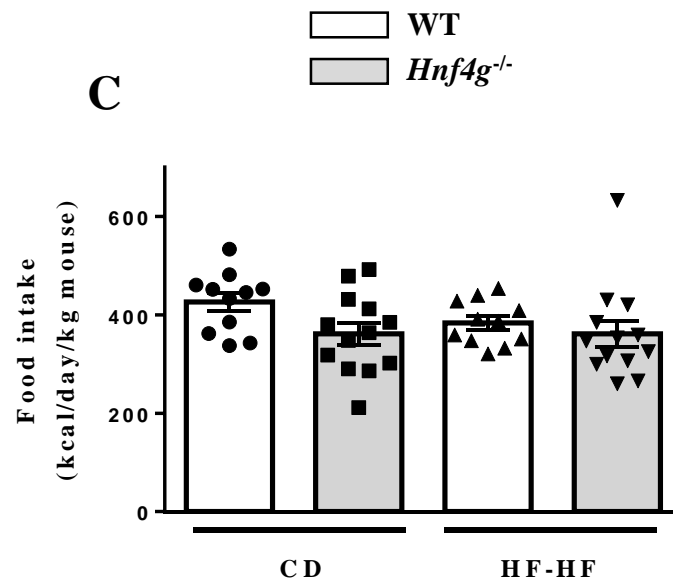 WT
Hnf4g-/-
C
Food intake
(kcal/day/kg mouse)
600
400
200
0
CD
HF-HF